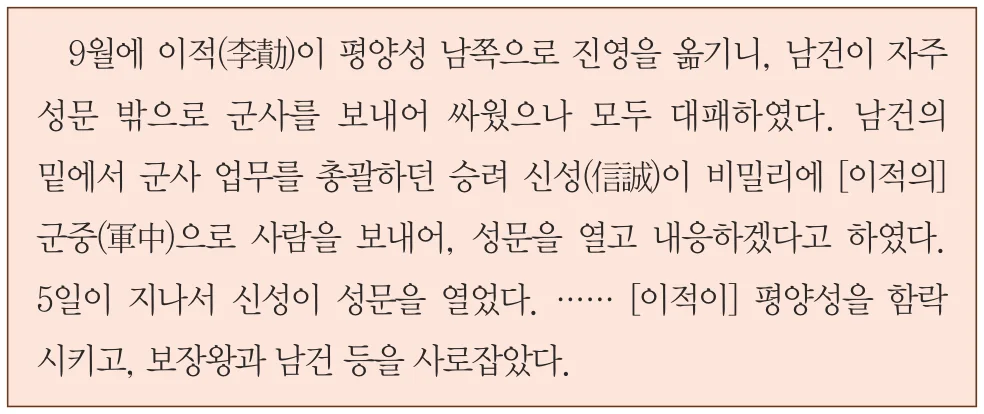 9월에 이적(李勣)이 평양성 남쪽으로 진영을 옮기니, 남건이 자주
성문 밖으로 군사를 보내어 싸웠으나 모두 대패하였다. 남건의
밑에서 군사 업무를 총괄하던 승려 신성(信誠)이 비밀리에 [이적의]
군중(軍中)으로 사람을 보내어, 성문을 열고 내응하겠다고 하였다.
5일이 지나서 신성이 성문을 열었다. …… [이적이] 평양성을 함락
시키고, 보장왕과 남건 등을 사로잡았다.